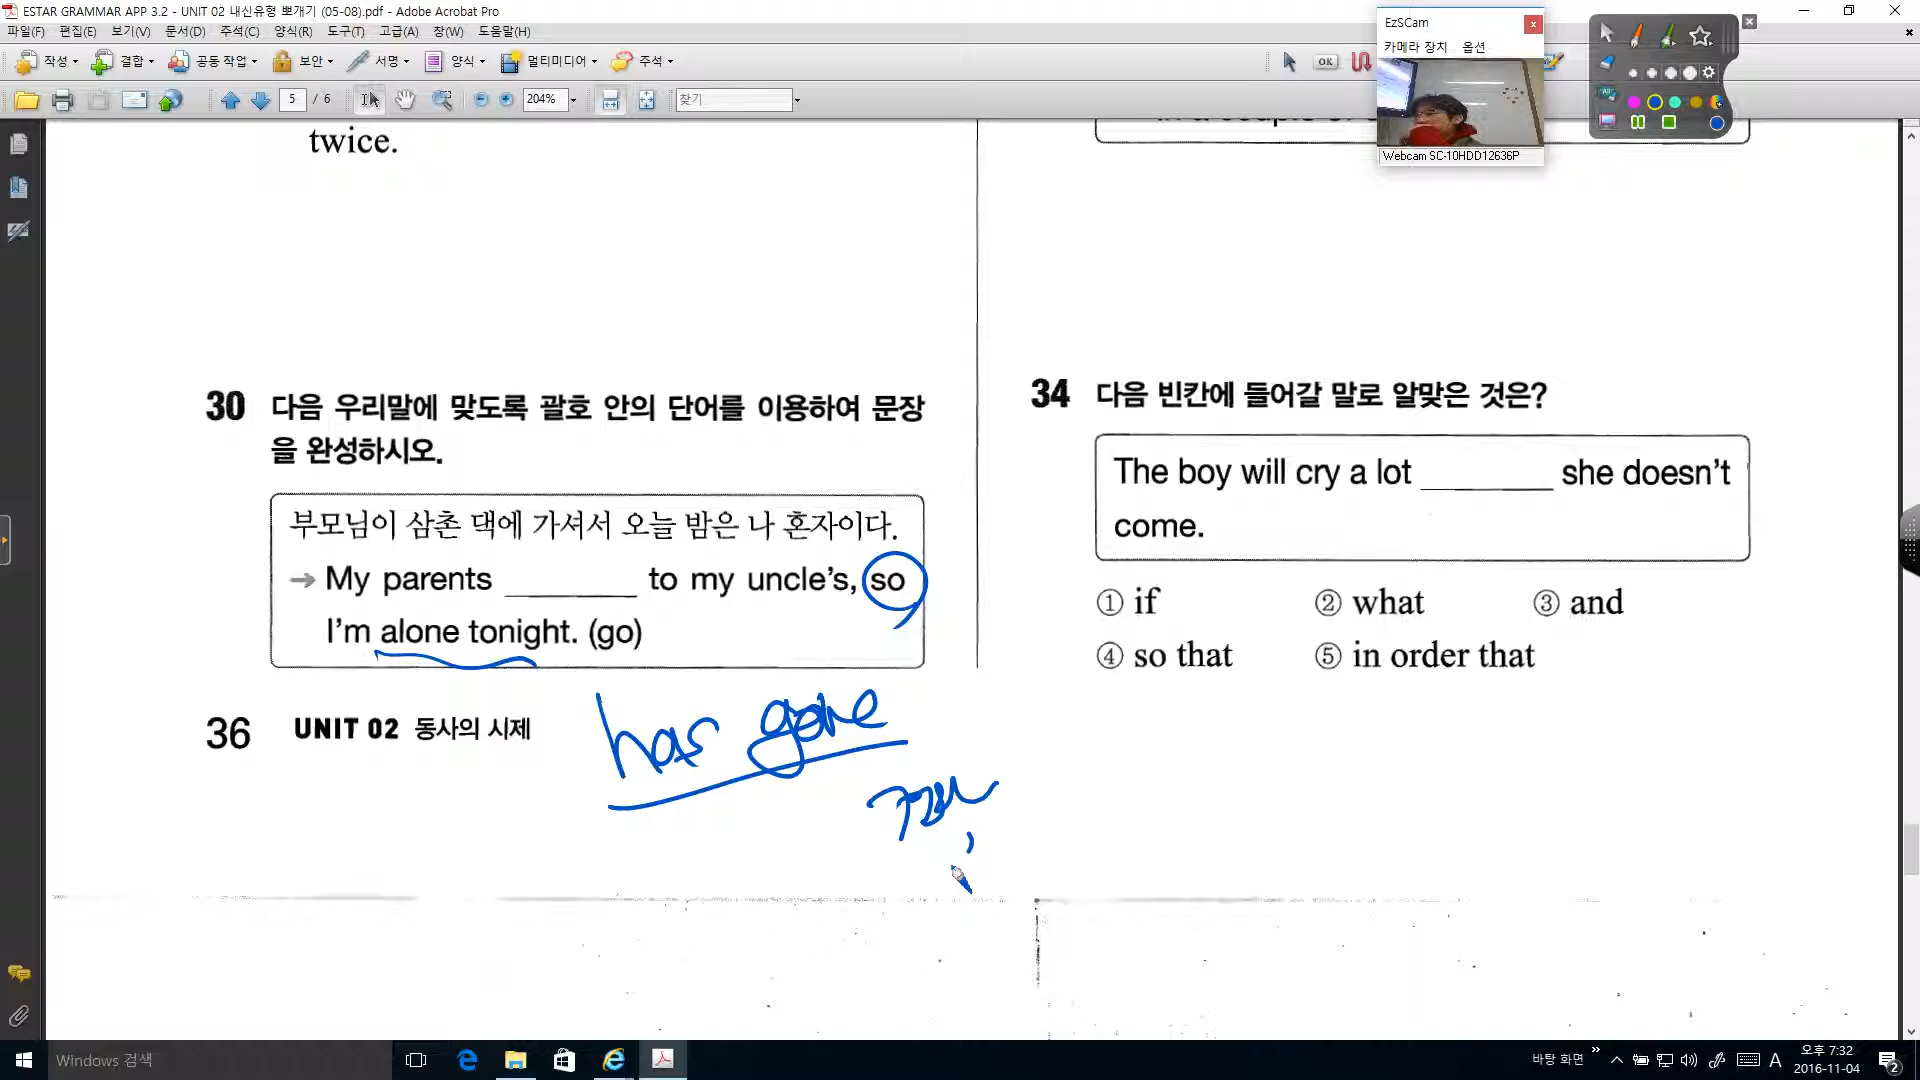 ESTAR GRAMMAR APP 3.2 - UNIT 02 내신유형 뽀개기 (05-08).pdf - Adobe Acrobat Pro
파일(F) 편집(E) 보기(V) 문서(D) 주석(C) 양식(R) 도구(T) 고급(A) 창(W) 도움말(H)
작성 결합 공동 작업 보안 서명 양식 멀티미디어 주석
OK
5 / 6 204% 찾기
EzSCam
카메라 장치 옵션
Webcam SC-10HDD12636P
twice.
30 다음 우리말에 맞도록 괄호 안의 단어를 이용하여 문장
을 완성하시오.
부모님이 삼촌 댁에 가셔서 오늘 밤은 나 혼자이다.
➔ My parents ________ to my uncle's, so
I'm alone tonight. (go)
has gone
36 UNIT 02 동사의 시제
34 다음 빈칸에 들어갈 말로 알맞은 것은?
The boy will cry a lot ________ she doesn't
come.
① if ② what ③ and
④ so that ⑤ in order that
Windows 검색
바탕 화면
A
오후 7:32
2016-11-04
2